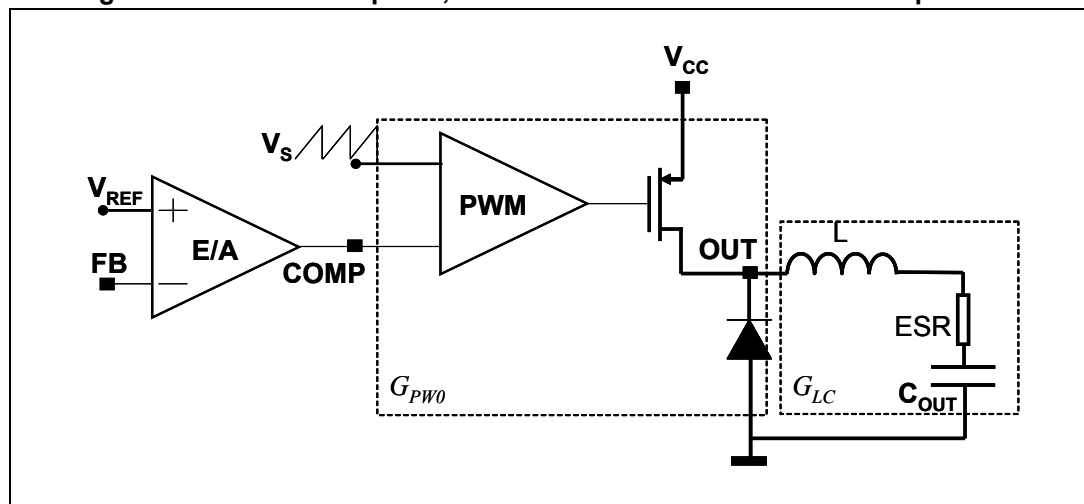 V_CC
V_S
PWM
V_REF
E/A
FB
COMP
OUT
L
ESR
C_OUT
G_PW0
G_LC